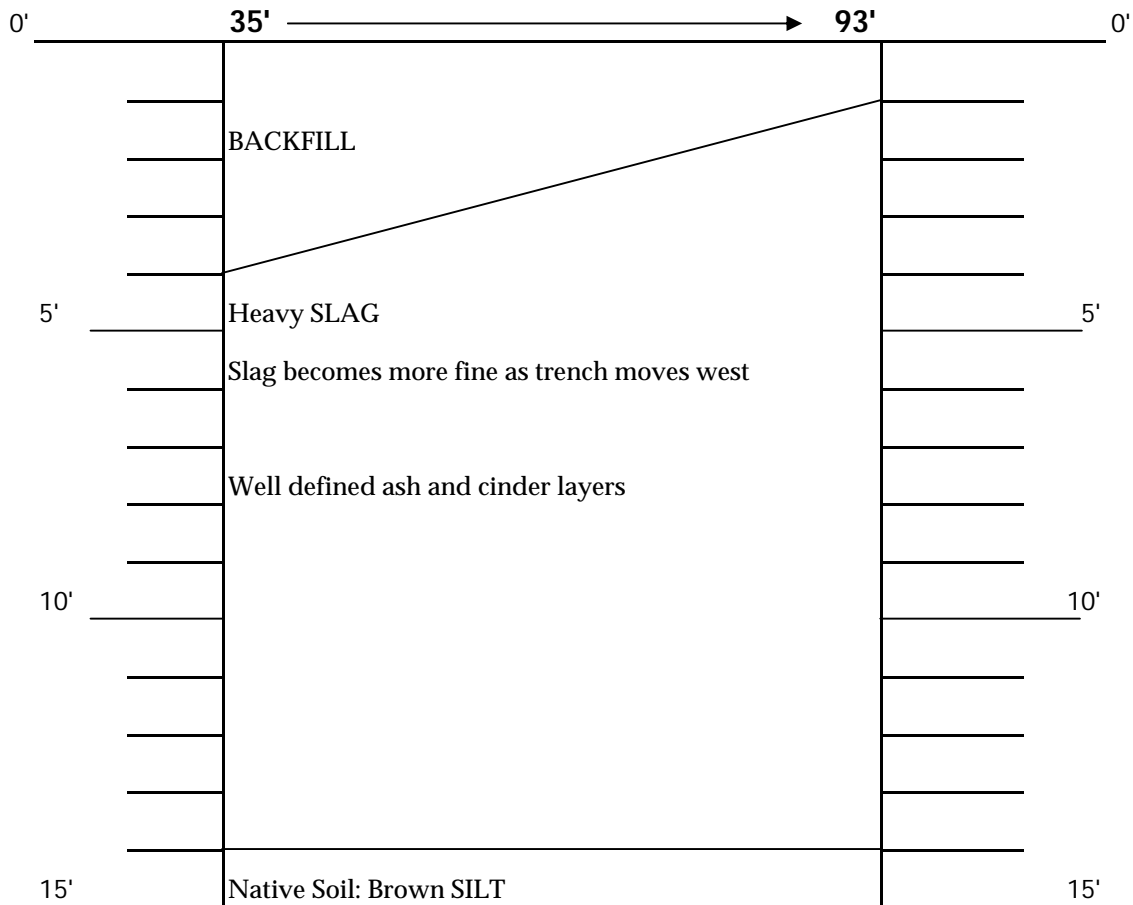 0' 35' 93' 0'
BACKFILL
5' Heavy SLAG 5'
Slag becomes more fine as trench moves west
Well defined ash and cinder layers
10' 10'
15' Native Soil: Brown SILT 15'